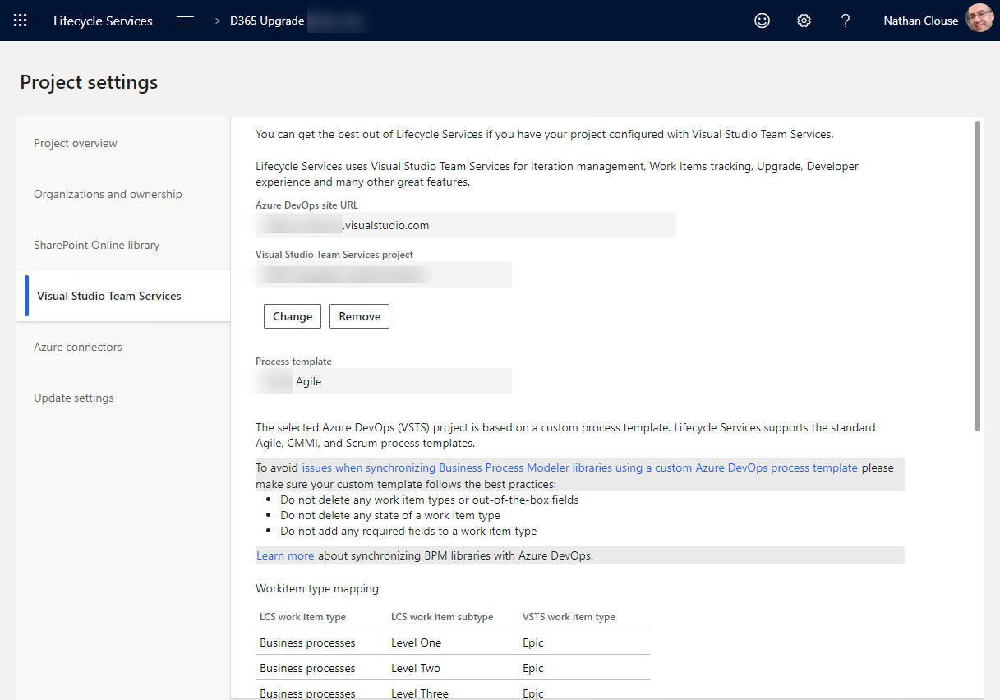 Lifecycle Services > D365 Upgrade ? Nathan Clouse
Project settings
Project overview
Organizations and ownership
SharePoint Online library
Visual Studio Team Services
Azure connectors
Update settings
You can get the best out of Lifecycle Services if you have your project configured with Visual Studio Team Services.
Lifecycle Services uses Visual Studio Team Services for Iteration management, Work Items tracking, Upgrade, Developer
experience and many other great features.
Azure DevOps site URL
.visualstudio.com
Visual Studio Team Services project
Change Remove
Process template
Agile
The selected Azure DevOps (VSTS) project is based on a custom process template. Lifecycle Services supports the standard
Agile, CMMI, and Scrum process templates.
To avoid issues when synchronizing Business Process Modeler libraries using a custom Azure DevOps process template please
make sure your custom template follows the best practices:
• Do not delete any work item types or out-of-the-box fields
• Do not delete any state of a work item type
• Do not add any required fields to a work item type
Learn more about synchronizing BPM libraries with Azure DevOps.
Workitem type mapping
LCS work item type LCS work item subtype VSTS work item type
Business processes Level One Epic
Business processes Level Two Epic
Business processes Level Three Epic